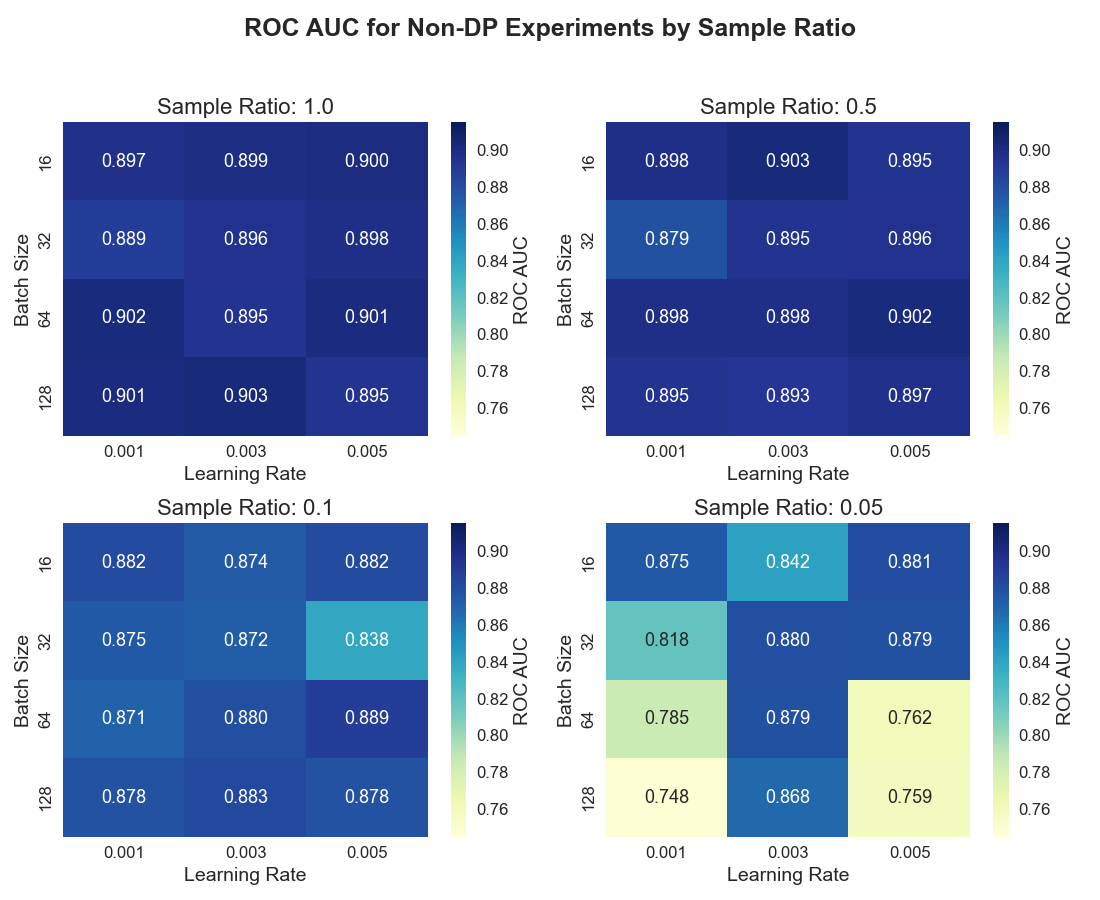 ROC AUC for Non-DP Experiments by Sample Ratio
Sample Ratio: 1.0
16 0.897 0.899 0.900
32 0.889 0.896 0.898
64 0.902 0.895 0.901
128 0.901 0.903 0.895
0.001 0.003 0.005
Learning Rate
Batch Size
0.90
0.88
0.86
0.84
0.82
0.80
0.78
0.76
ROC AUC
Sample Ratio: 0.5
16 0.898 0.903 0.895
32 0.879 0.895 0.896
64 0.898 0.898 0.902
128 0.895 0.893 0.897
0.001 0.003 0.005
Learning Rate
Batch Size
0.90
0.88
0.86
0.84
0.82
0.80
0.78
0.76
ROC AUC
Sample Ratio: 0.1
16 0.882 0.874 0.882
32 0.875 0.872 0.838
64 0.871 0.880 0.889
128 0.878 0.883 0.878
0.001 0.003 0.005
Learning Rate
Batch Size
0.90
0.88
0.86
0.84
0.82
0.80
0.78
0.76
ROC AUC
Sample Ratio: 0.05
16 0.875 0.842 0.881
32 0.818 0.880 0.879
64 0.785 0.879 0.762
128 0.748 0.868 0.759
0.001 0.003 0.005
Learning Rate
Batch Size
0.90
0.88
0.86
0.84
0.82
0.80
0.78
0.76
ROC AUC